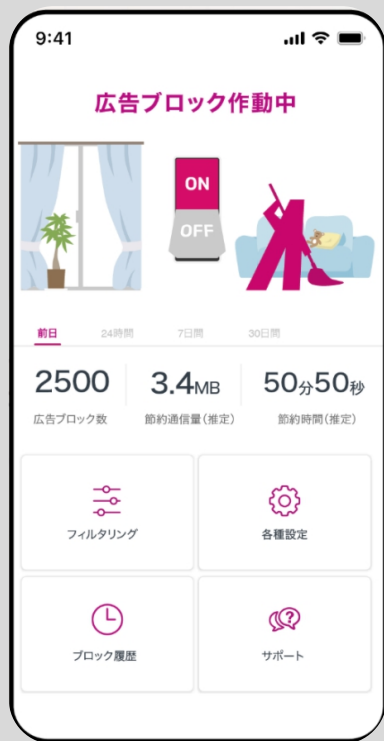 9:41
広告ブロック作動中
ON
OFF
前日 24時間 7日間 30日間
2500 3.4MB 50分50秒
広告ブロック数 節約通信量(推定) 節約時間(推定)
フィルタリング 各種設定
ブロック履歴 サポート